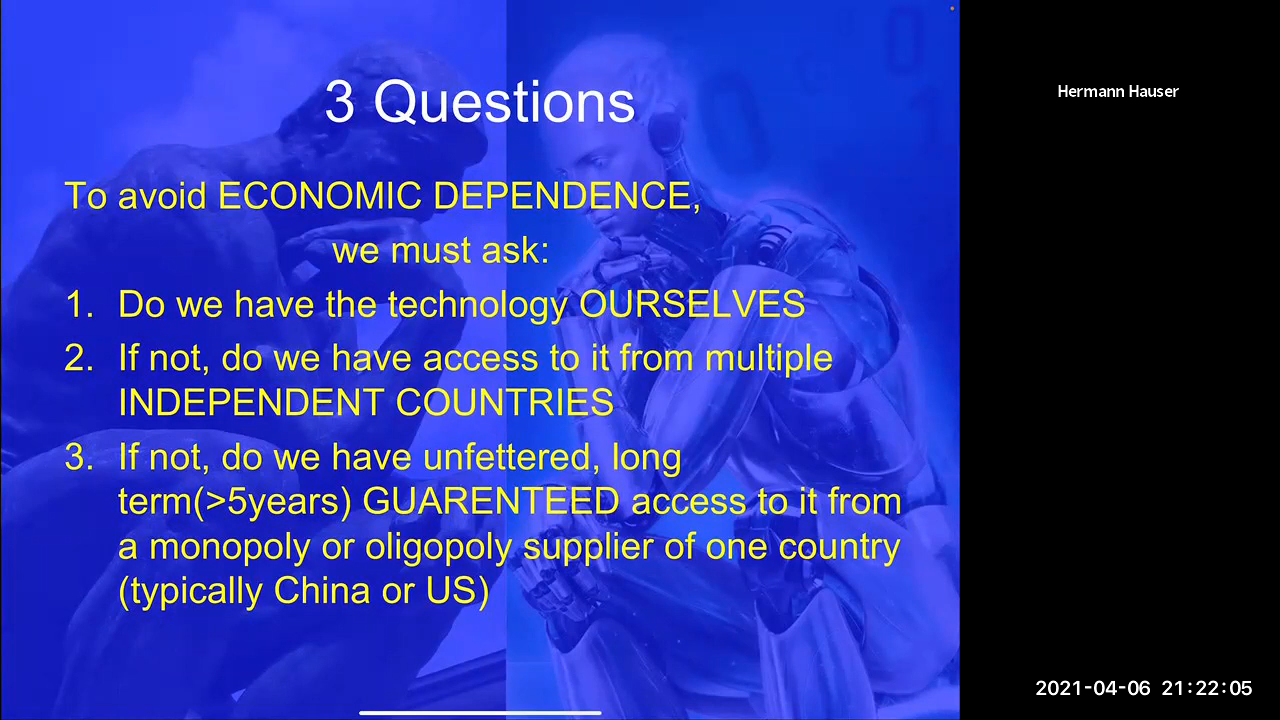 3 Questions
To avoid ECONOMIC DEPENDENCE,
we must ask:
1. Do we have the technology OURSELVES
2. If not, do we have access to it from multiple
INDEPENDENT COUNTRIES
3. If not, do we have unfettered, long
term(>5years) GUARENTEED access to it from
a monopoly or oligopoly supplier of one country
(typically China or US)
Hermann Hauser
2021-04-06 21:22:05